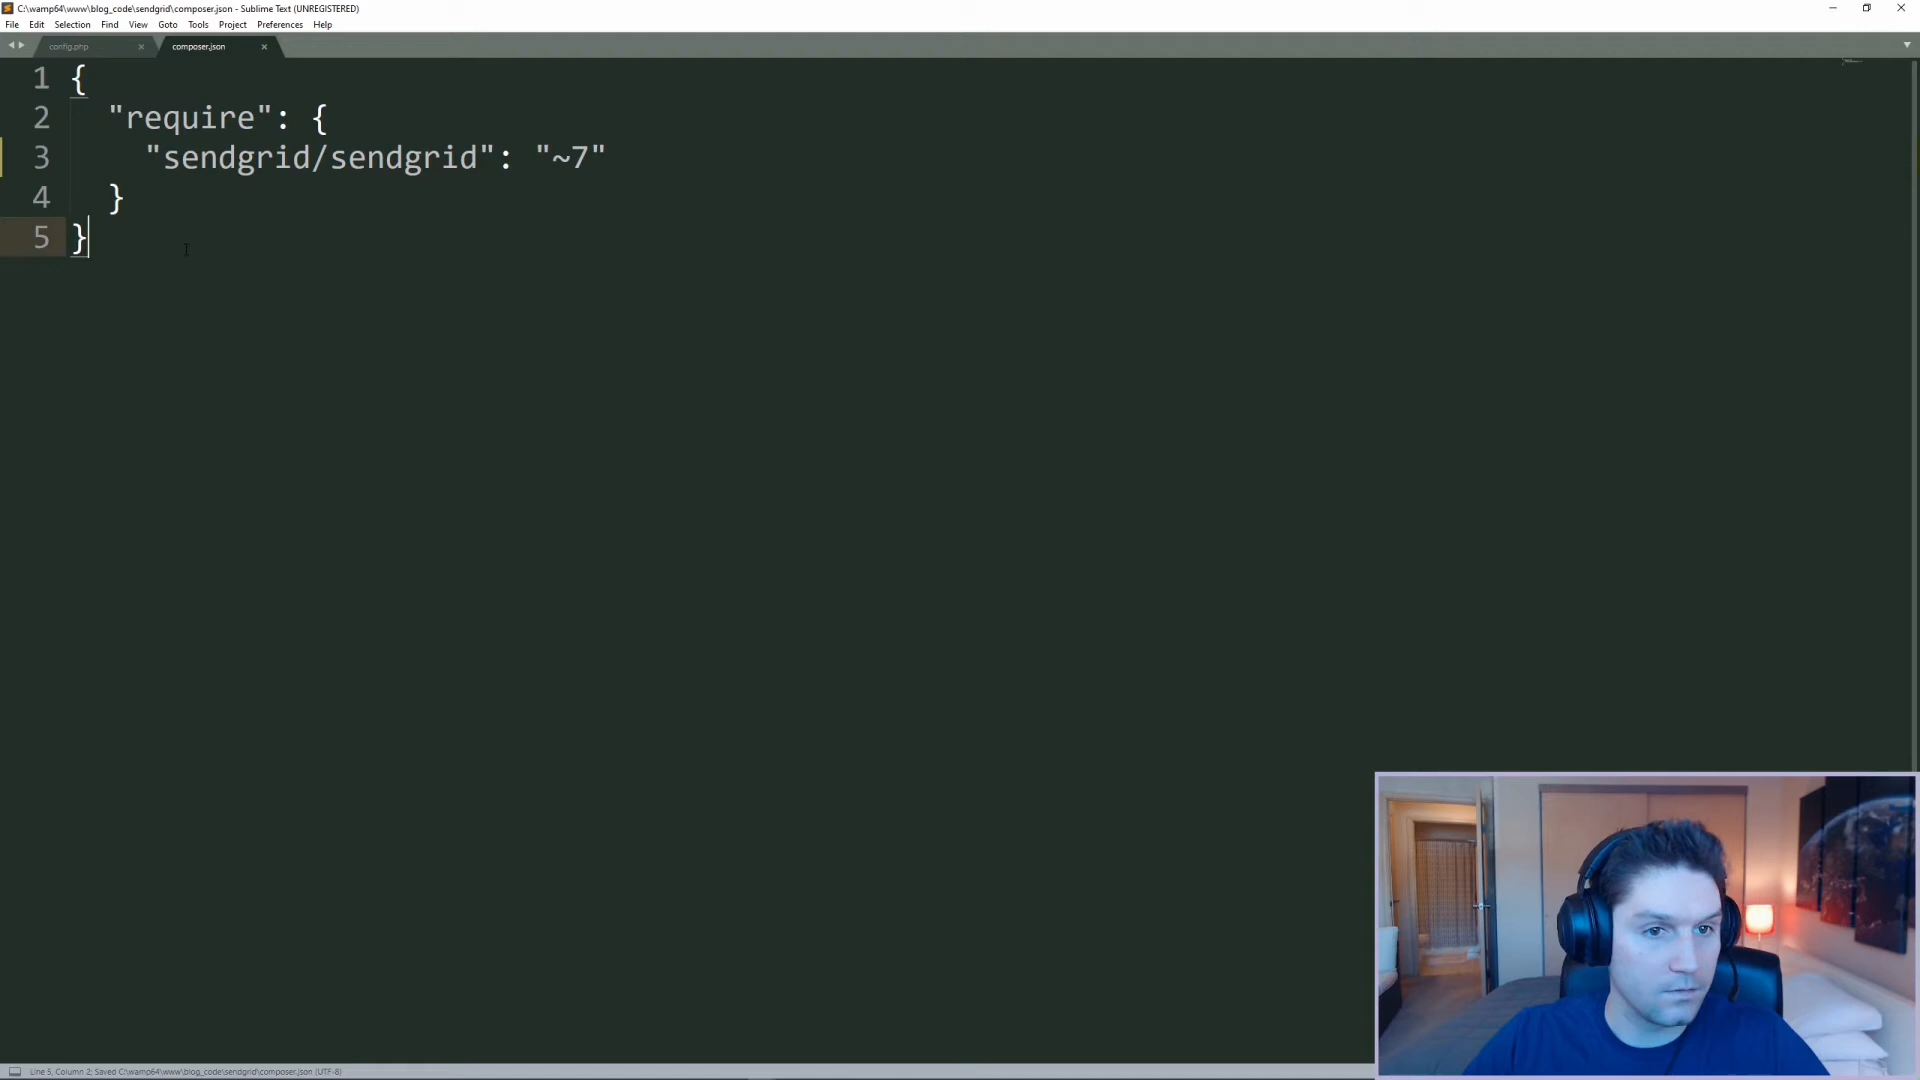 C:\wamp64\www\blog_code\sendgrid\composer.json - Sublime Text (UNREGISTERED)
File Edit Selection Find View Goto Tools Project Preferences Help
config.php composer.json
1 {
2 "require": {
3 "sendgrid/sendgrid": "~7"
4 }
5 }
Line 5, Column 2; Saved C:\wamp64\www\blog_code\sendgrid\composer.json (UTF-8)